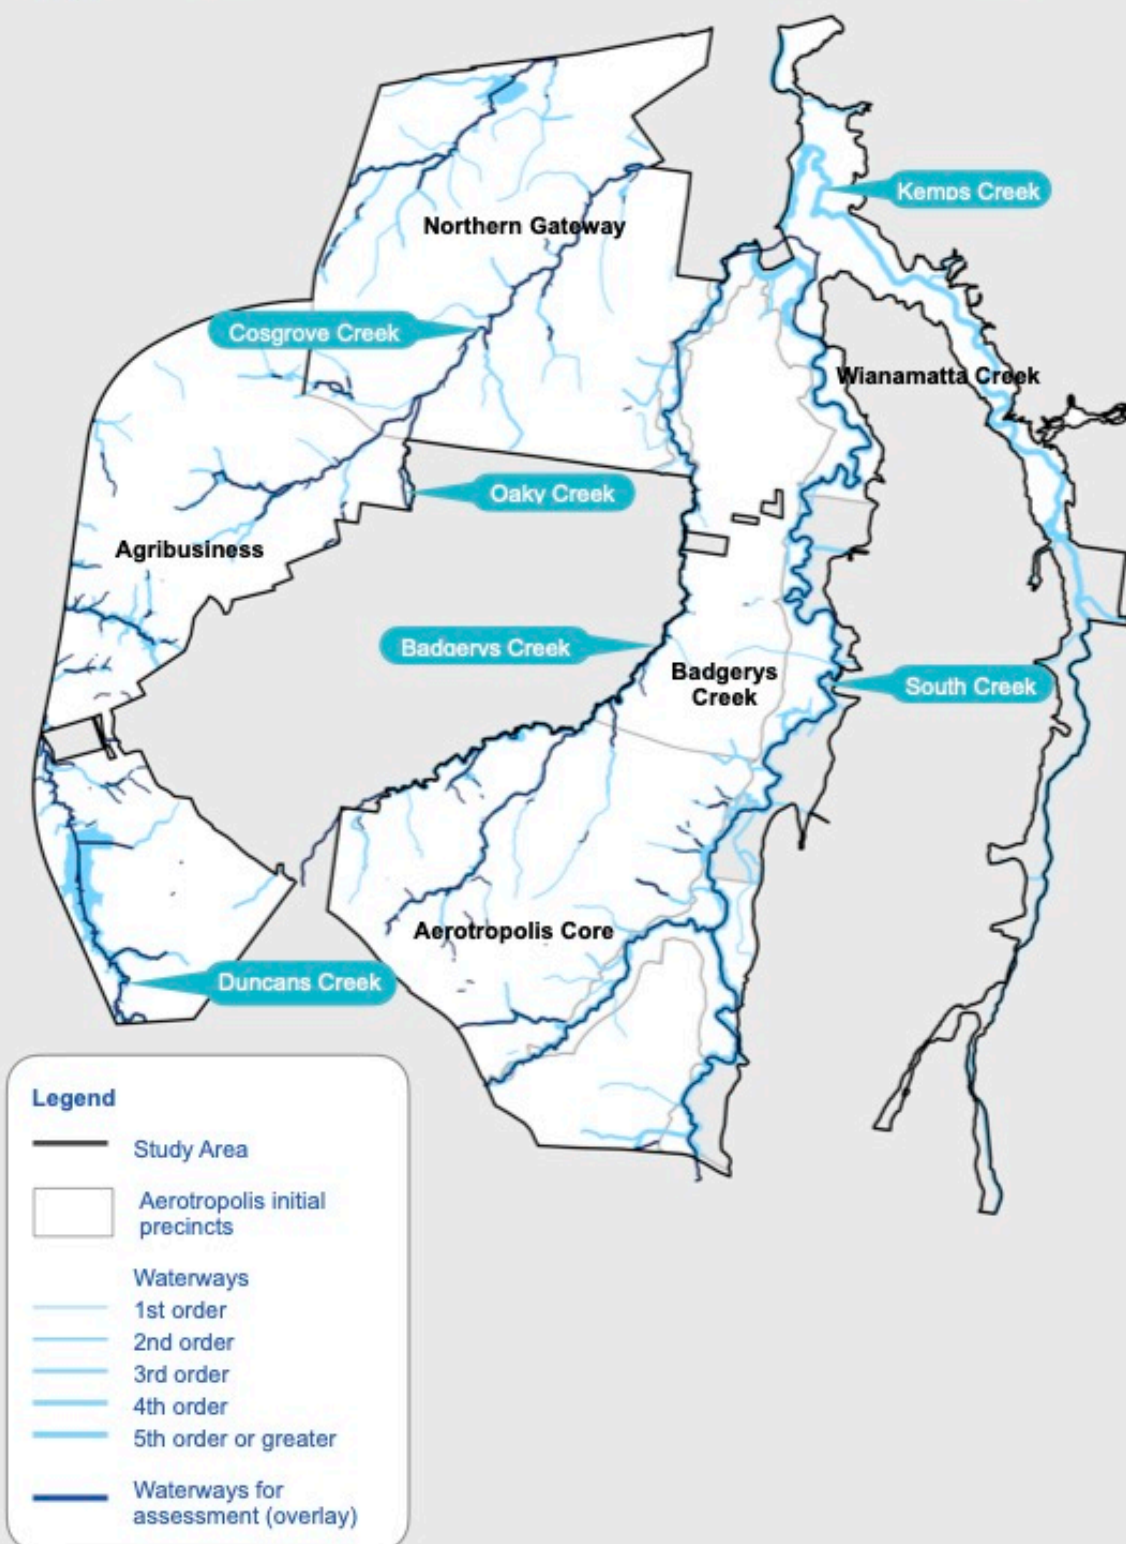 Kemps Creek
Northern Gateway
Cosgrove Creek
Wianamatta Creek
Oaky Creek
Agribusiness
Badgerys Creek
Badgerys
Creek
South Creek
Aerotropolis Core
Duncans Creek
Legend
Study Area
Aerotropolis initial
precincts
Waterways
1st order
2nd order
3rd order
4th order
5th order or greater
Waterways for
assessment (overlay)